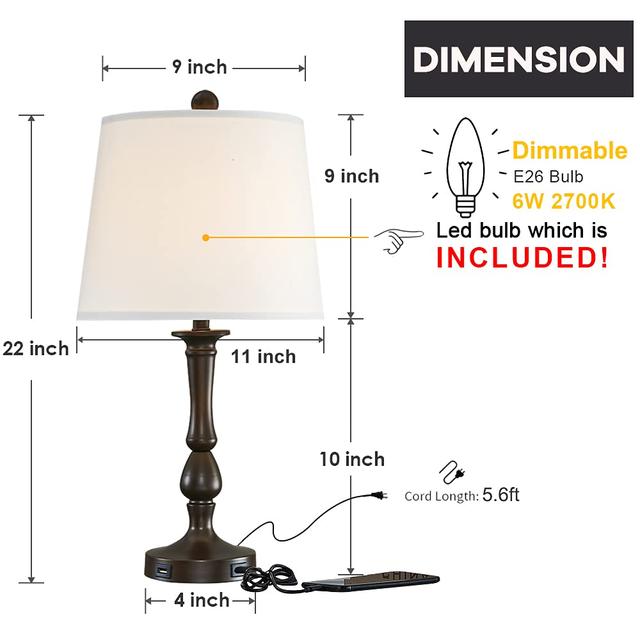 DIMENSION
9 inch
9 inch
Dimmable
E26 Bulb
6W 2700K
Led bulb which is
INCLUDED!
22 inch
11 inch
10 inch
Cord Length: 5.6ft
4 inch